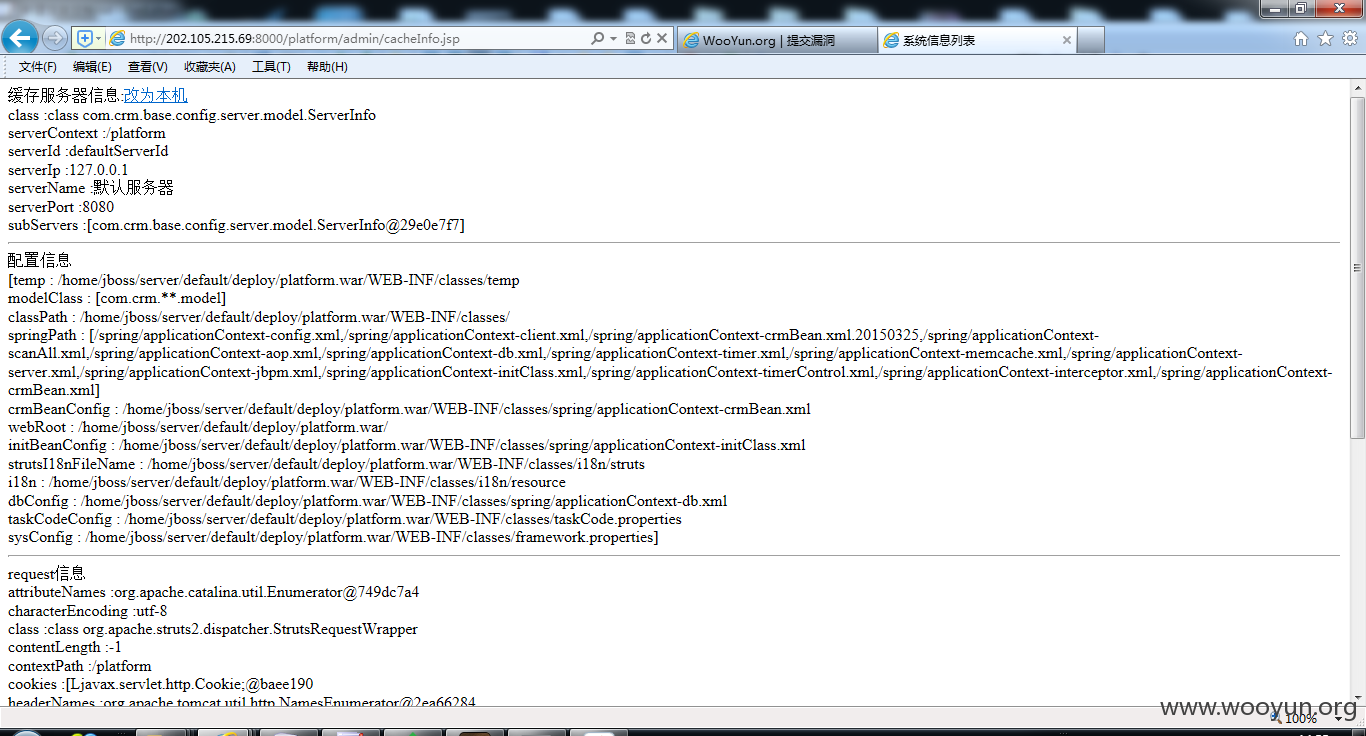 http://202.105.215.69:8000/platform/admin/cacheInfo.jsp
WooYun.org | 提交漏洞
系统信息列表
文件(F) 编辑(E) 查看(V) 收藏夹(A) 工具(T) 帮助(H)
缓存服务器信息:改为本机
class :class com.crm.base.config.server.model.ServerInfo
serverContext :/platform
serverId :defaultServerId
serverIp :127.0.0.1
serverName :默认服务器
serverPort :8080
subServers :[com.crm.base.config.server.model.ServerInfo@29e0e7f7]
配置信息
[temp : /home/jboss/server/default/deploy/platform.war/WEB-INF/classes/temp
modelClass : [com.crm.**.model]
classPath : /home/jboss/server/default/deploy/platform.war/WEB-INF/classes/
springPath : [/spring/applicationContext-config.xml,/spring/applicationContext-client.xml,/spring/applicationContext-crmBean.xml.20150325,/spring/applicationContext-
scanAll.xml,/spring/applicationContext-aop.xml,/spring/applicationContext-db.xml,/spring/applicationContext-timer.xml,/spring/applicationContext-memcache.xml,/spring/applicationContext-
server.xml,/spring/applicationContext-jbpm.xml,/spring/applicationContext-initClass.xml,/spring/applicationContext-timerControl.xml,/spring/applicationContext-interceptor.xml,/spring/applicationContext-
crmBean.xml]
crmBeanConfig : /home/jboss/server/default/deploy/platform.war/WEB-INF/classes/spring/applicationContext-crmBean.xml
webRoot : /home/jboss/server/default/deploy/platform.war/
initBeanConfig : /home/jboss/server/default/deploy/platform.war/WEB-INF/classes/spring/applicationContext-initClass.xml
strutsI18nFileName : /home/jboss/server/default/deploy/platform.war/WEB-INF/classes/i18n/struts
i18n : /home/jboss/server/default/deploy/platform.war/WEB-INF/classes/i18n/resource
dbConfig : /home/jboss/server/default/deploy/platform.war/WEB-INF/classes/spring/applicationContext-db.xml
taskCodeConfig : /home/jboss/server/default/deploy/platform.war/WEB-INF/classes/taskCode.properties
sysConfig : /home/jboss/server/default/deploy/platform.war/WEB-INF/classes/framework.properties]
request信息
attributeNames :org.apache.catalina.util.Enumerator@749dc7a4
characterEncoding :utf-8
class :class org.apache.struts2.dispatcher.StrutsRequestWrapper
contentLength :-1
contextPath :/platform
cookies :[Ljavax.servlet.http.Cookie;@baee190
headerNames :org.apache.tomcat.util.http.NamesEnumerator@2ea66284
www.wooyun.org
100%